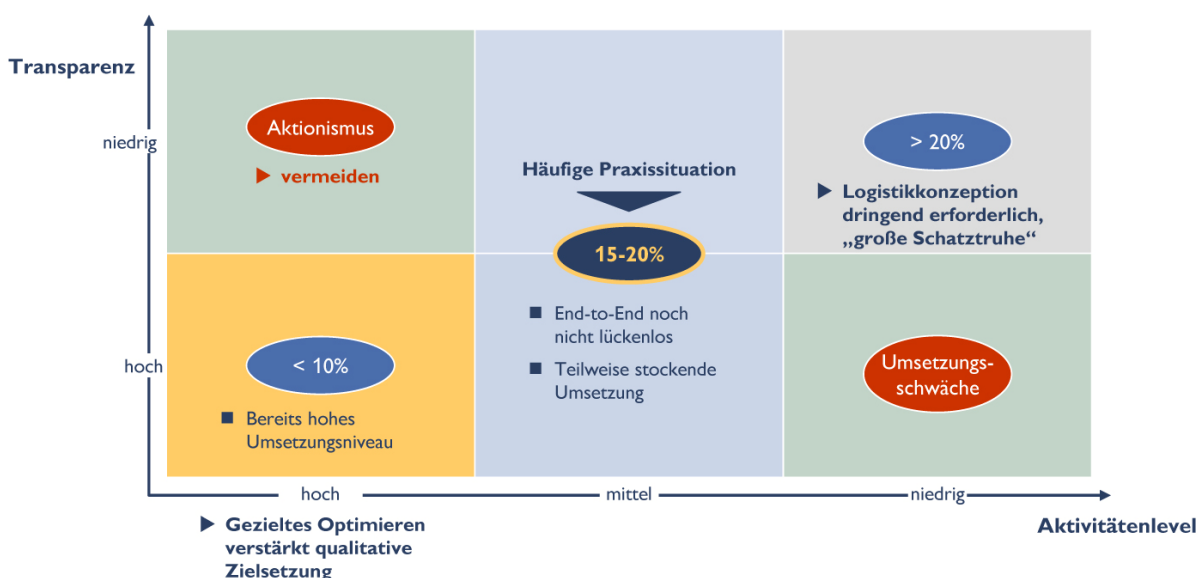 Transparenz
niedrig
hoch
Aktionismus
▶ vermeiden
Häufige Praxissituation
15-20%
■ End-to-End noch
nicht lückenlos
■ Teilweise stockende
Umsetzung
> 20%
▶ Logistikkonzeption
dringend erforderlich,
„große Schatztruhe“
< 10%
■ Bereits hohes
Umsetzungsniveau
Umsetzungs-
schwäche
hoch
mittel
niedrig
Aktivitätenlevel
▶ Gezieltes Optimieren
verstärkt qualitative
Zielsetzung